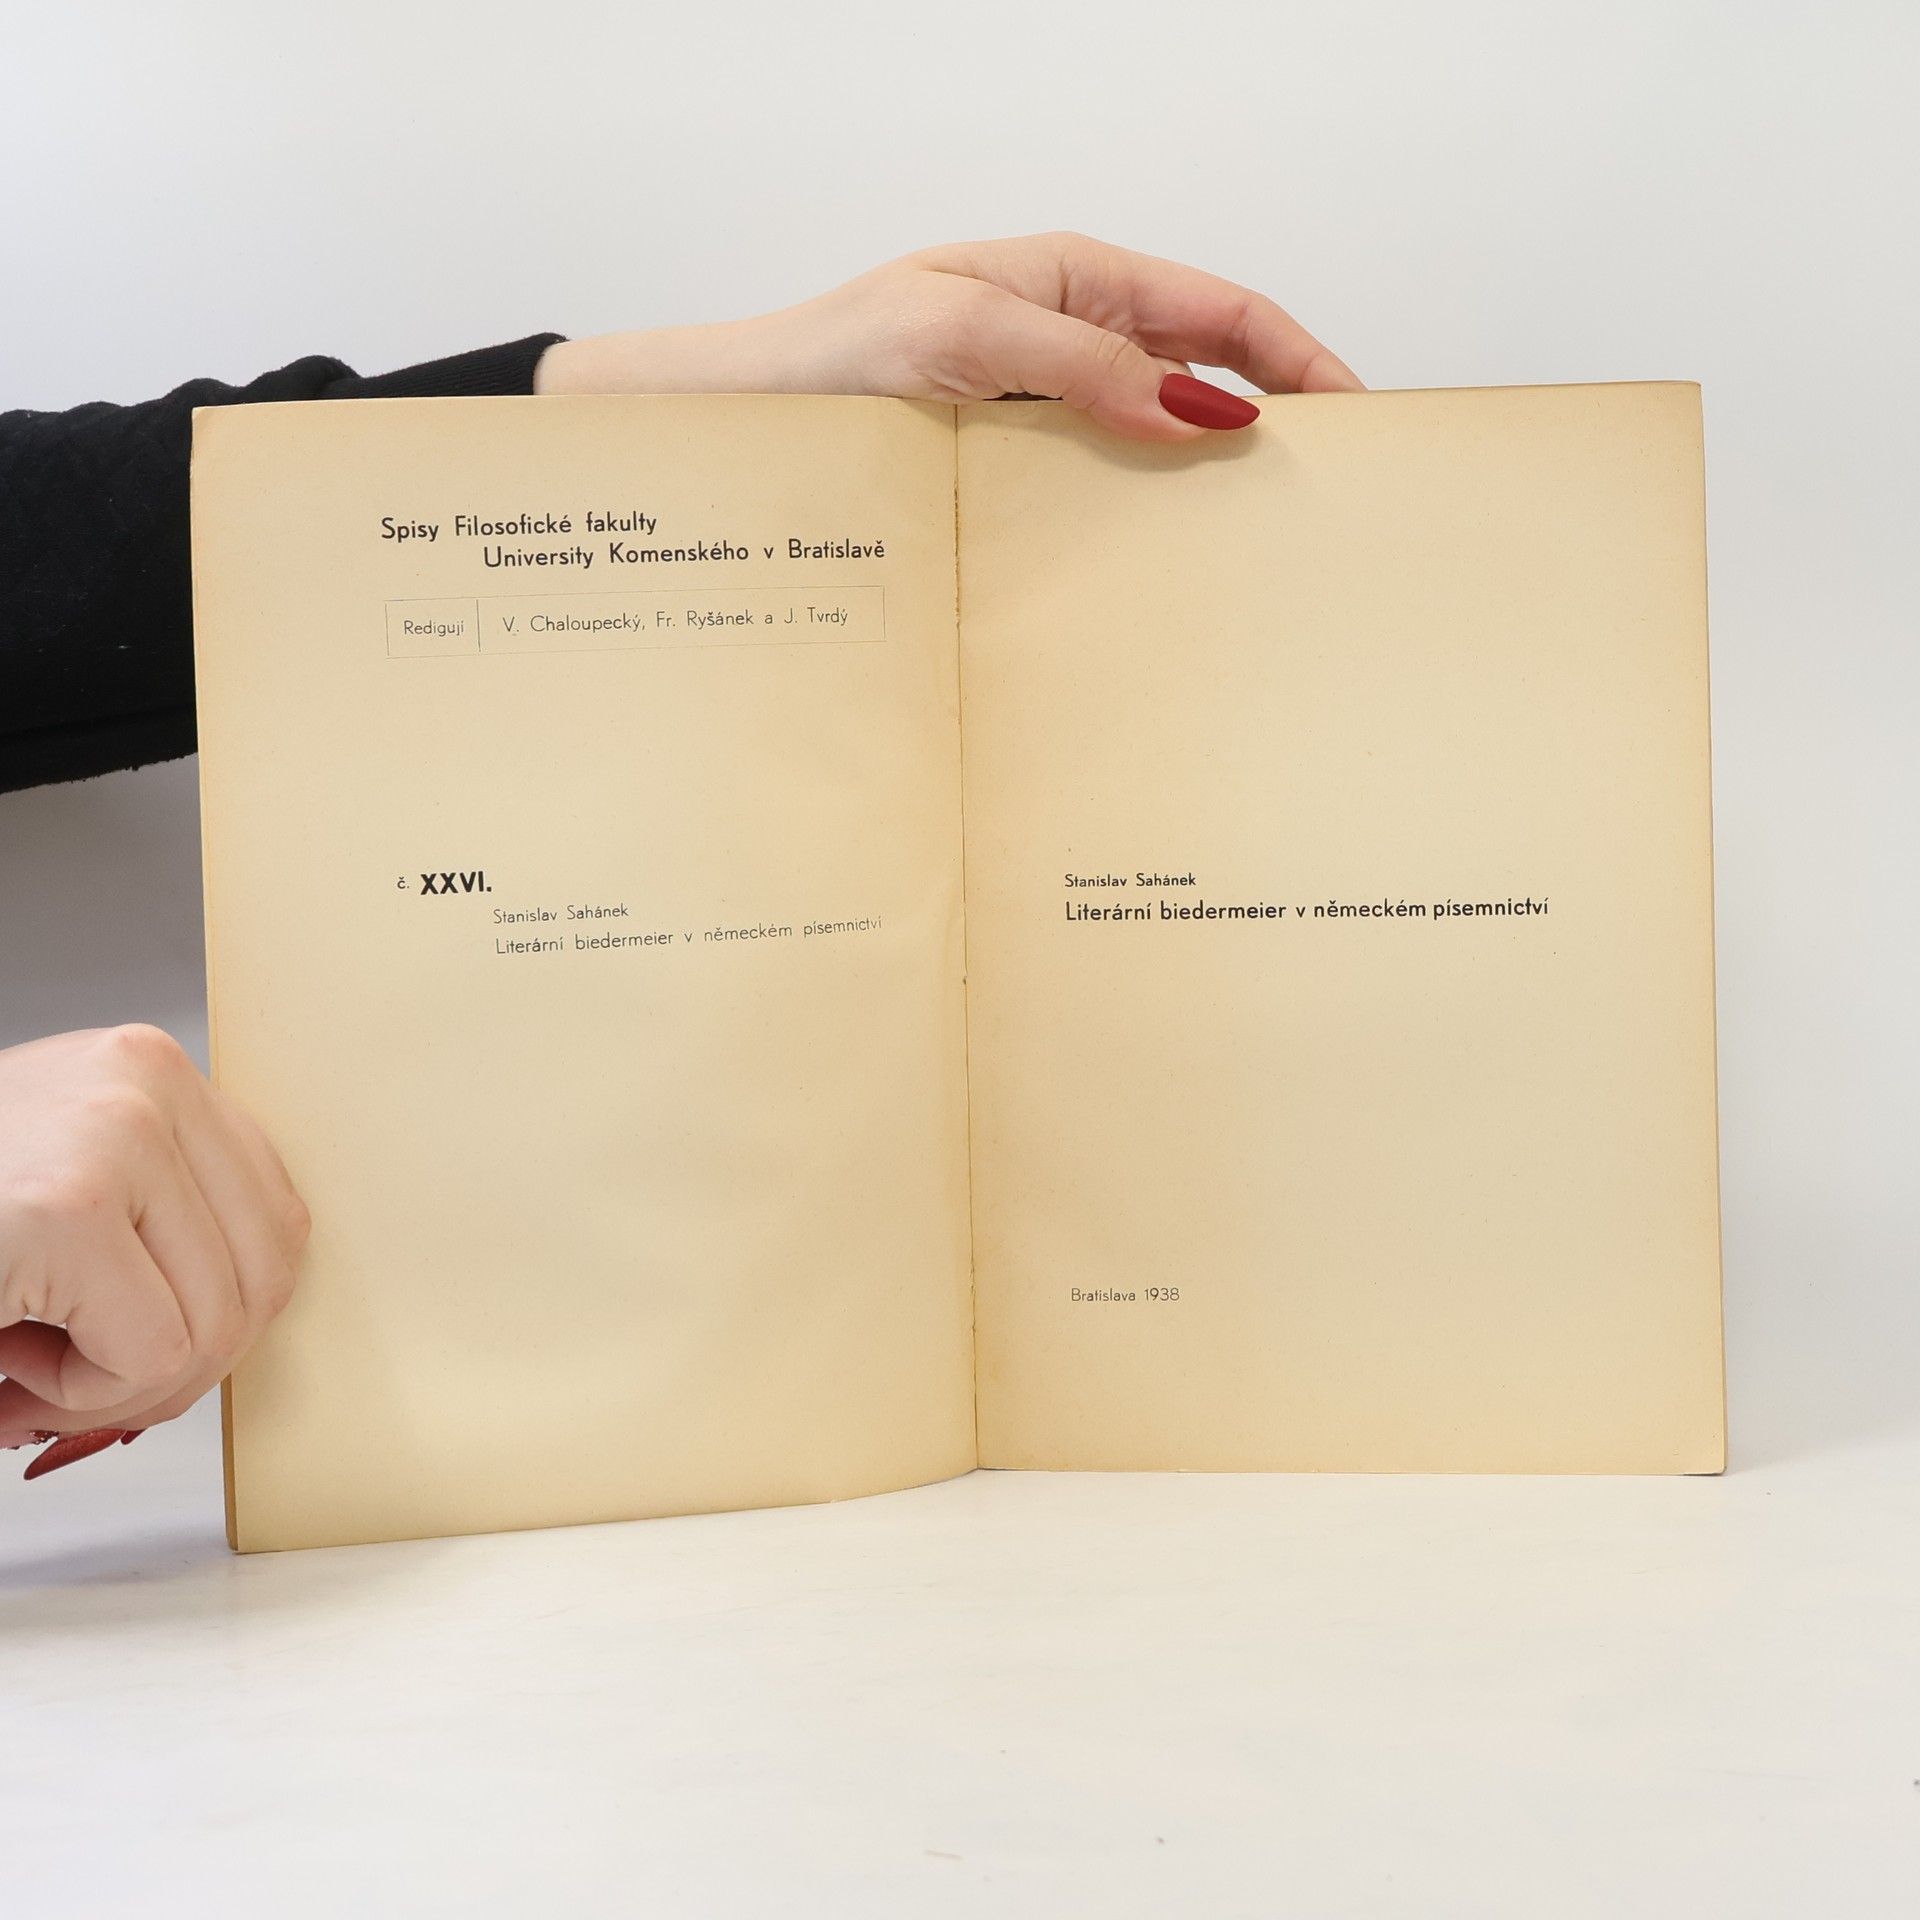 Spisy Filosofické fakulty
University Komenského v Bratislavě
Redigují V. Chaloupecký, Fr. Ryšánek a J. Tvrdý
č. XXVI.
Stanislav Sahánek
Literární biedermeier v německém písemnictví
Stanislav Sahánek
Literární biedermeier v německém písemnictví
Bratislava 1938